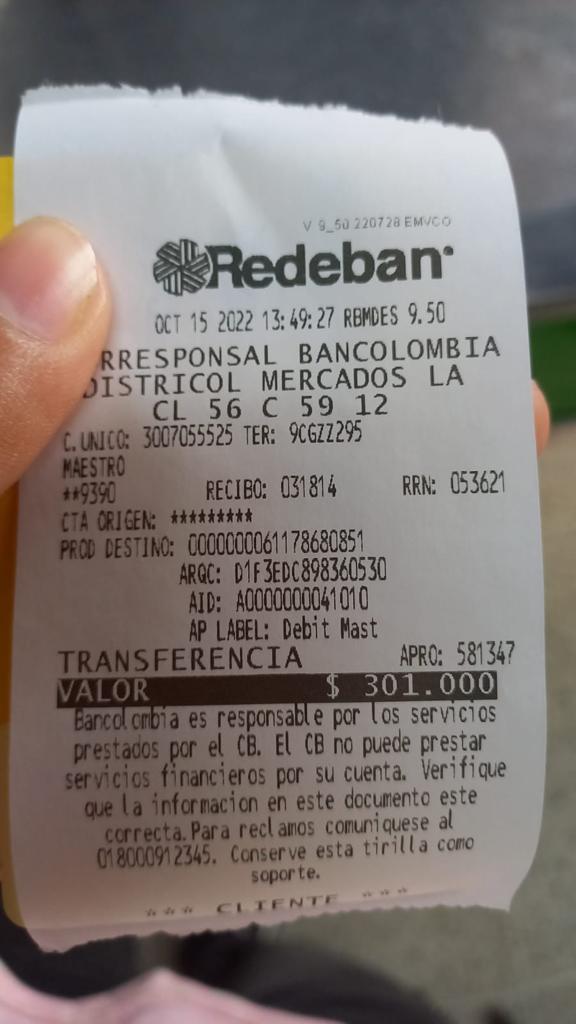 V 9_50 220728 EMVCO
Redeban
OCT 15 2022 13:49:27 RBMDES 9.50
RRESPONSAL BANCOLOMBIA
DISTRICOL MERCADOS LA
CL 56 C 59 12
C. UNICO: 3007055525 TER: 9CGZZ295
MAESTRO
**9390 RECIBO: 031814 RRN: 053621
CTA ORIGEN: *********
PROD DESTINO: 0000000061178680851
ARQC: D1F3EDC898360530
AID: A0000000041010
AP LABEL: Debit Mast
TRANSFERENCIA APRO: 581347
VALOR $ 301.000
Bancolombia es responsable por los servicios
prestados por el CB. El CB no puede prestar
servicios financieros por su cuenta. Verifique
que la informacion en este documento este
correcta.Para reclamos comuniquese al
018000912345. Conserve esta tirilla como
soporte.
*** CLIENTE ***